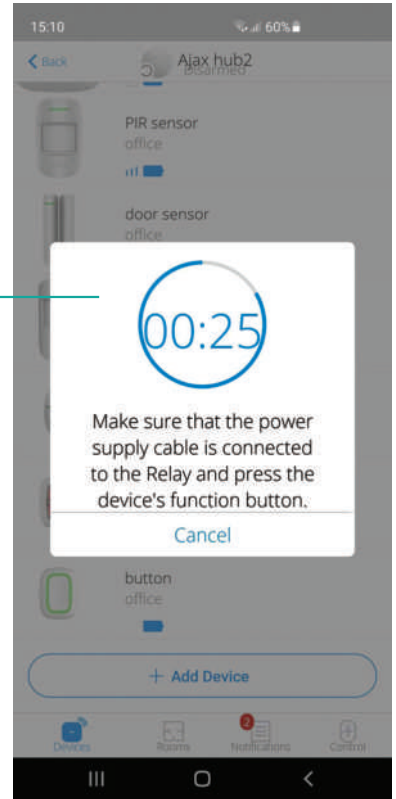 15:10
60%
Back
Ajax hub2
Disarmed
PIR sensor
office
door sensor
office
00:25
Make sure that the power
supply cable is connected
to the Relay and press the
device's function button.
Cancel
button
office
+ Add Device
2
Devices
Rooms
Notifications
Control